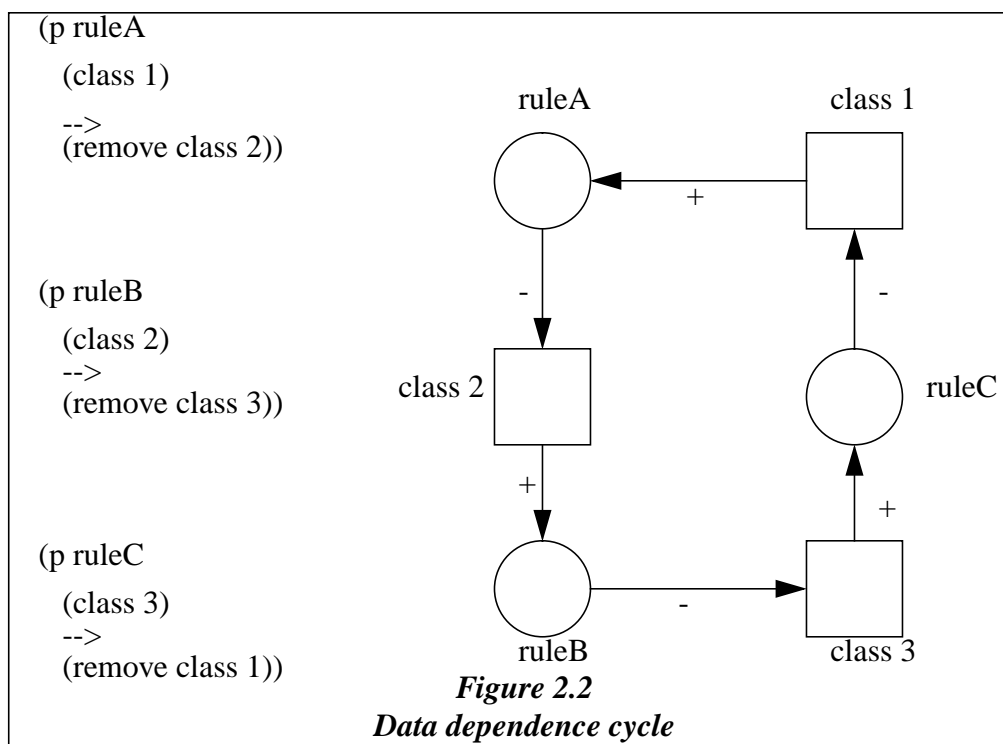 (p ruleA
(class 1)
-->
(remove class 2))
(p ruleB
(class 2)
-->
(remove class 3))
(p ruleC
(class 3)
-->
(remove class 1))
ruleA
class 1
+
-
-
class 2
ruleC
+
+
-
ruleB
class 3
Figure 2.2
Data dependence cycle